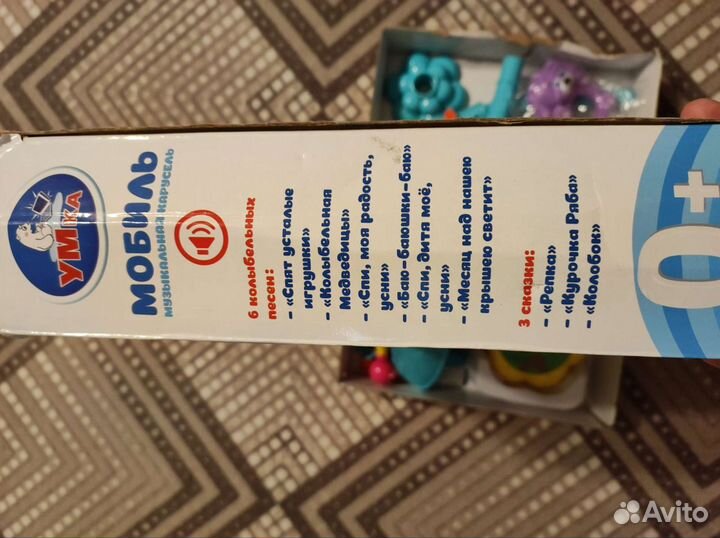 УМка
МОБИЛЬ
МУЗЫКАЛЬНАЯ КАРУСЕЛЬ
6 колыбельных
песен:
- «Спят усталые
игрушки»
- «Колыбельная
Медведицы»
- «Спи, моя радость,
усни»
- «Баю-баюшки-баю»
- «Спи, дитя моё,
усни»
- «Месяц над нашею
крышею светит»
3 сказки:
- «Репка»
- «Курочка Ряба»
- «Колобок»
0+
Avito